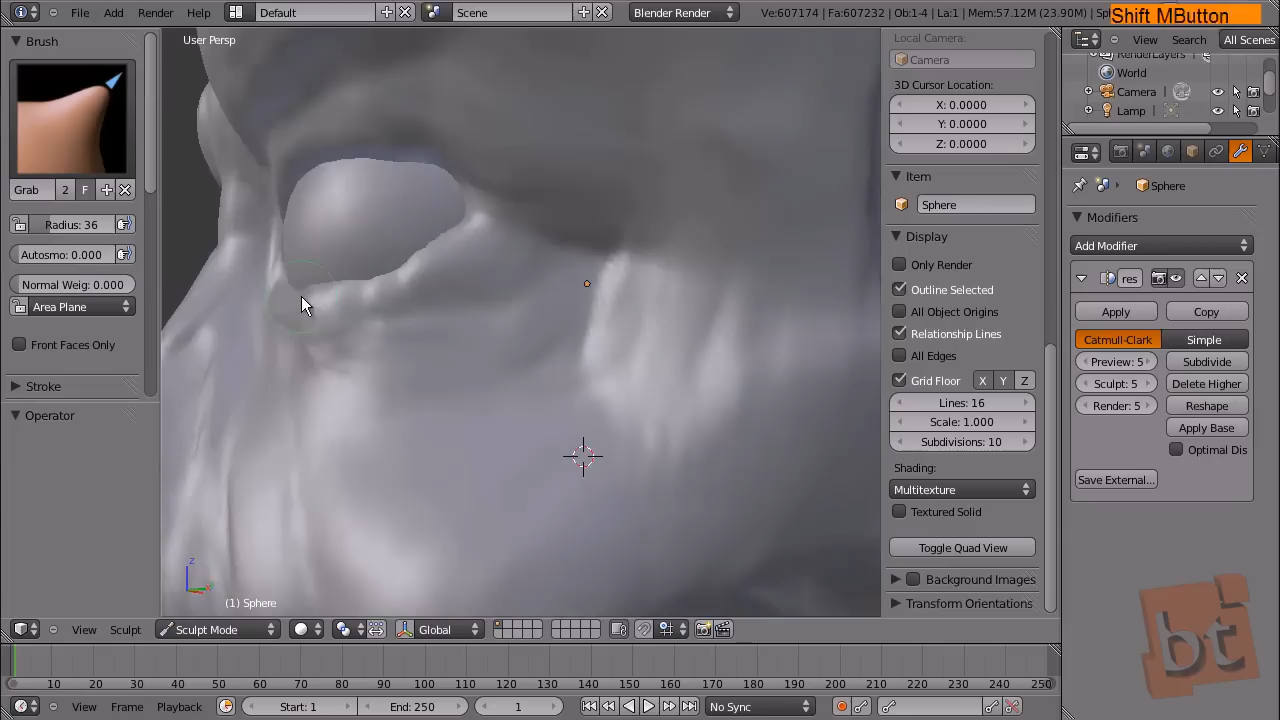 File Add Render Help Default Scene Blender Render Ve:607174 | Fa:607232 | Ob:1-4 | La:1 | Mem:57.12M (23.90M) | Sp
Shift MButton
Brush
User Persp
Local Camera:
Camera
View Search All Scenes
RenderLayers
World
Camera
Lamp
3D Cursor Location:
X: 0.0000
Y: 0.0000
Z: 0.0000
Grab 2 F
Radius: 36
Autosmo: 0.000
Normal Weig: 0.000
Area Plane
Front Faces Only
Stroke
Operator
Item
Sphere
Display
Only Render
Outline Selected
All Object Origins
Relationship Lines
All Edges
Grid Floor X Y Z
Lines: 16
Scale: 1.000
Subdivisions: 10
Shading:
Multitexture
Textured Solid
Toggle Quad View
Background Images
Transform Orientations
Sphere
Modifiers
Add Modifier
res
Apply Copy
Catmull-Clark Simple
Preview: 5 Subdivide
Sculpt: 5 Delete Higher
Render: 5 Reshape
Apply Base
Optimal Dis
Save External...
z
(1) Sphere
View Sculpt Sculpt Mode Global
10 20 30 40 50 60 70 80 90 100 110 120 130 140 150 160 170 180 190 200 210 220 230 240 250
View Frame Playback Start: 1 End: 250 1 No Sync
bt